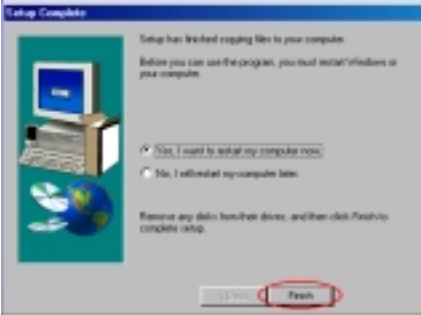 Setup Complete
Setup has finished copying files to your computer.
Before you can use the program, you must restart Windows or
your computer.
Yes, I want to restart my computer now.
No, I will restart my computer later.
Remove any disks from their drives, and then click Finish to
complete setup.
Finish